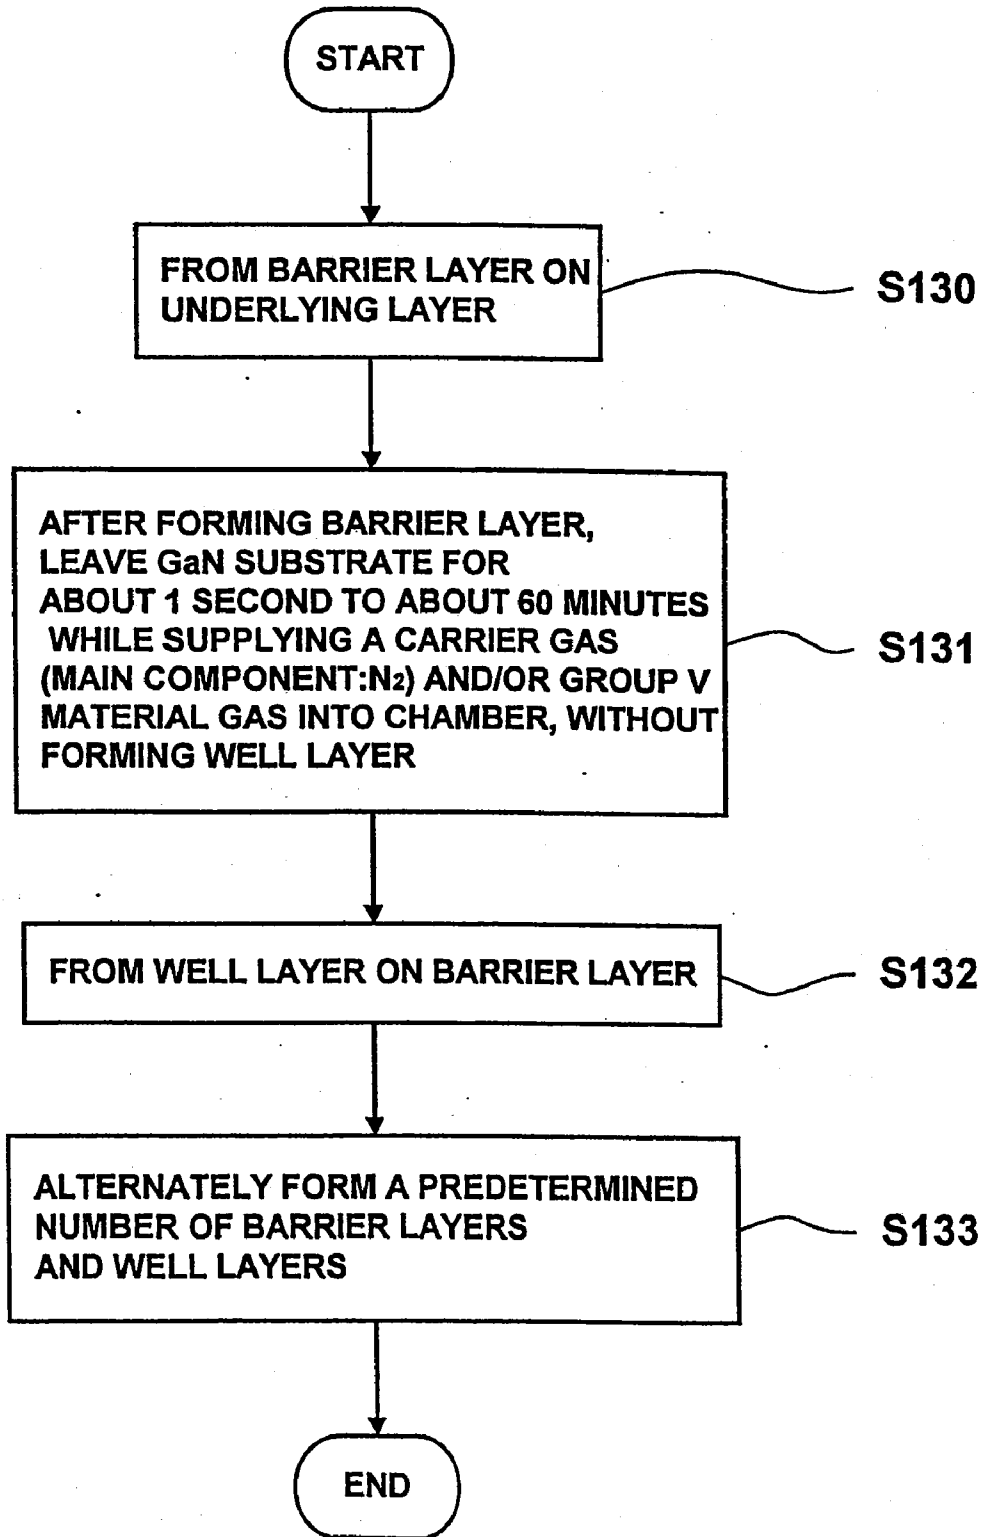 START
FROM BARRIER LAYER ON
UNDERLYING LAYER
S130
AFTER FORMING BARRIER LAYER,
LEAVE GaN SUBSTRATE FOR
ABOUT 1 SECOND TO ABOUT 60 MINUTES
WHILE SUPPLYING A CARRIER GAS
(MAIN COMPONENT:N₂) AND/OR GROUP V
MATERIAL GAS INTO CHAMBER, WITHOUT
FORMING WELL LAYER
S131
FROM WELL LAYER ON BARRIER LAYER
S132
ALTERNATELY FORM A PREDETERMINED
NUMBER OF BARRIER LAYERS
AND WELL LAYERS
S133
END